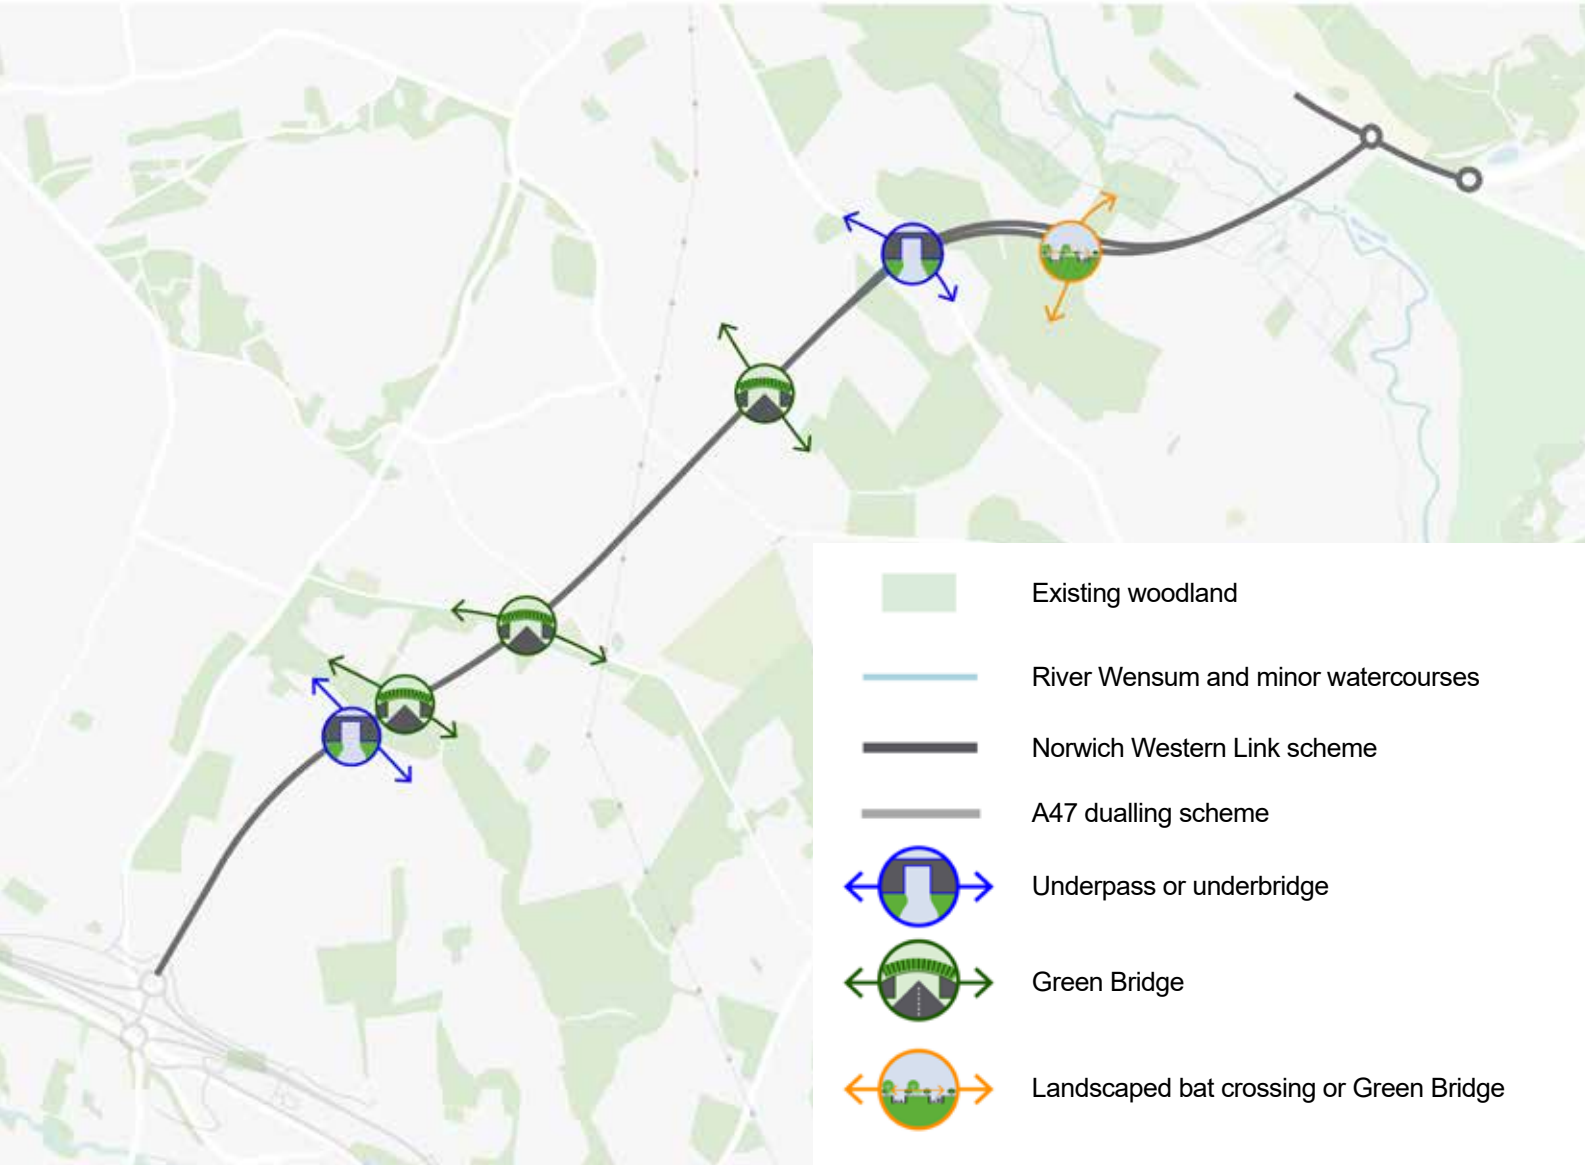 Existing woodland
River Wensum and minor watercourses
Norwich Western Link scheme
A47 dualling scheme
Underpass or underbridge
Green Bridge
Landscaped bat crossing or Green Bridge